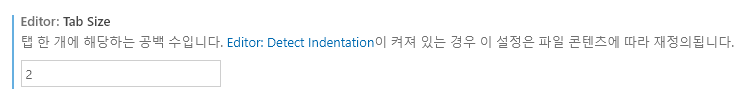 Editor: Tab Size
탭 한 개에 해당하는 공백 수입니다. Editor: Detect Indentation이 켜져 있는 경우 이 설정은 파일 콘텐츠에 따라 재정의됩니다.
2